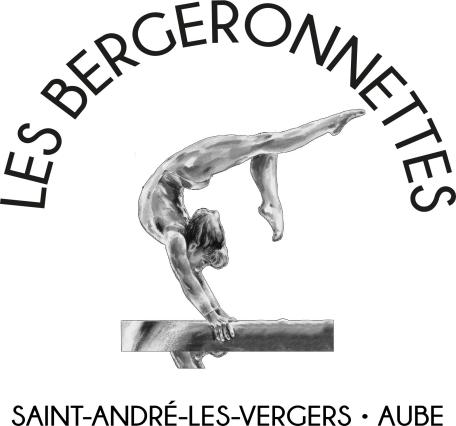 LES BERGERONNETTES
SAINT-ANDRÉ-LES-VERGERS • AUBE